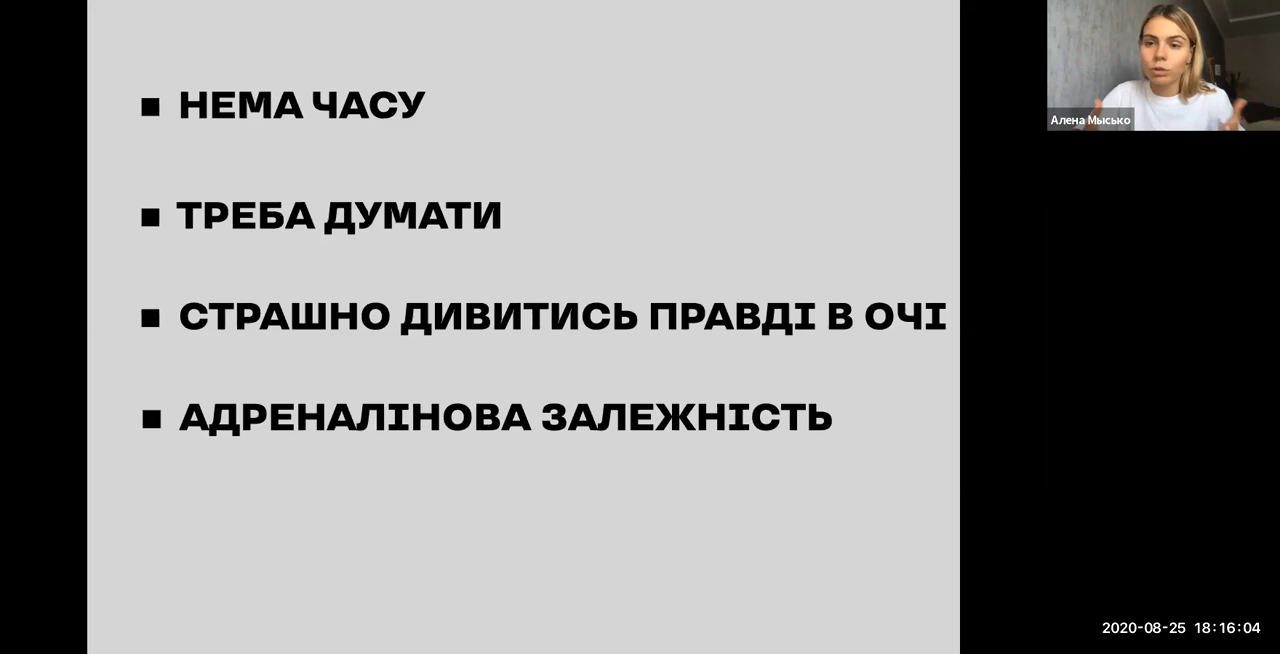 ▪ НЕМА ЧАСУ
▪ ТРЕБА ДУМАТИ
▪ СТРАШНО ДИВИТИСЬ ПРАВДІ В ОЧІ
▪ АДРЕНАЛІНОВА ЗАЛЕЖНІСТЬ
Алена Мысько
2020-08-25 18:16:04